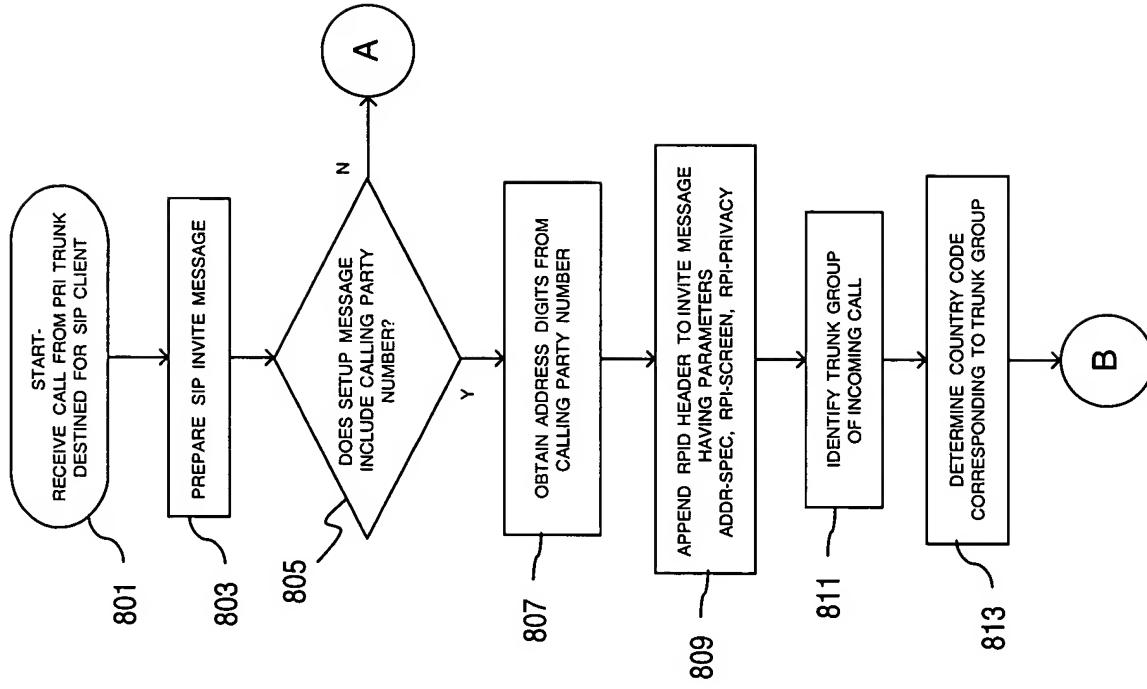 START-
RECEIVE CALL FROM PRI TRUNK
DESTINED FOR SIP CLIENT
801
PREPARE SIP INVITE MESSAGE
803
DOES SETUP MESSAGE
INCLUDE CALLING PARTY
NUMBER?
805
N
A
Y
OBTAIN ADDRESS DIGITS FROM
CALLING PARTY NUMBER
807
APPEND RPID HEADER TO INVITE MESSAGE
HAVING PARAMETERS
ADDR-SPEC, RPI-SCREEN, RPI-PRIVACY
809
IDENTIFY TRUNK GROUP
OF INCOMING CALL
811
DETERMINE COUNTRY CODE
CORRESPONDING TO TRUNK GROUP
813
B